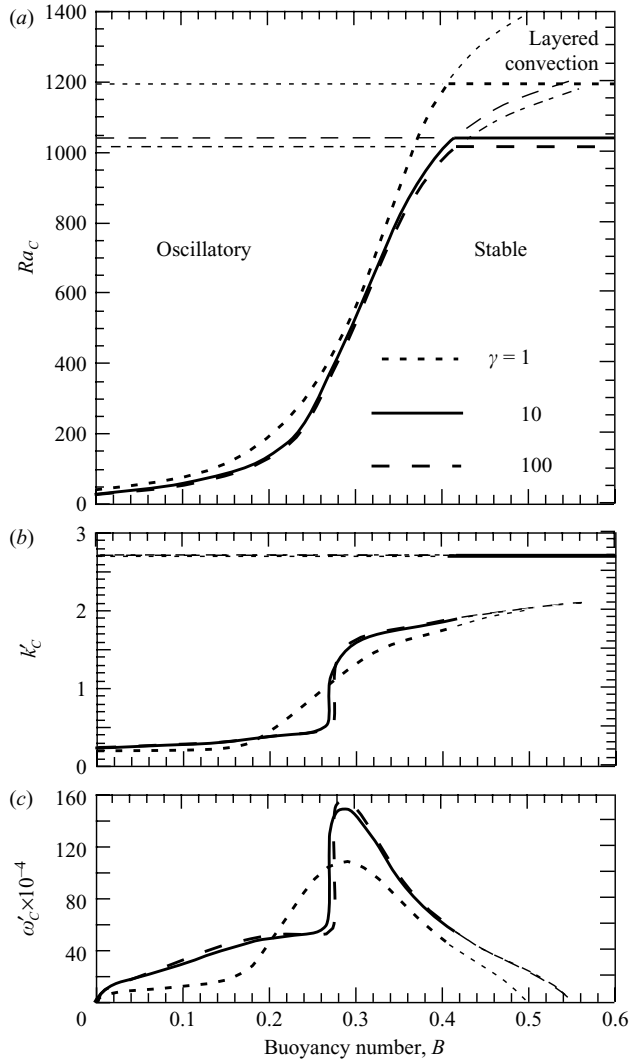 (a)
1400
1200
1000
800
600
400
200
0
Ra_C
Layered
convection
Oscillatory
Stable
γ = 1
10
100
(b)
3
2
1
0
k′_C
(c)
160
120
80
40
ω′_C×10⁻⁴
0 0.1 0.2 0.3 0.4 0.5 0.6
Buoyancy number, B